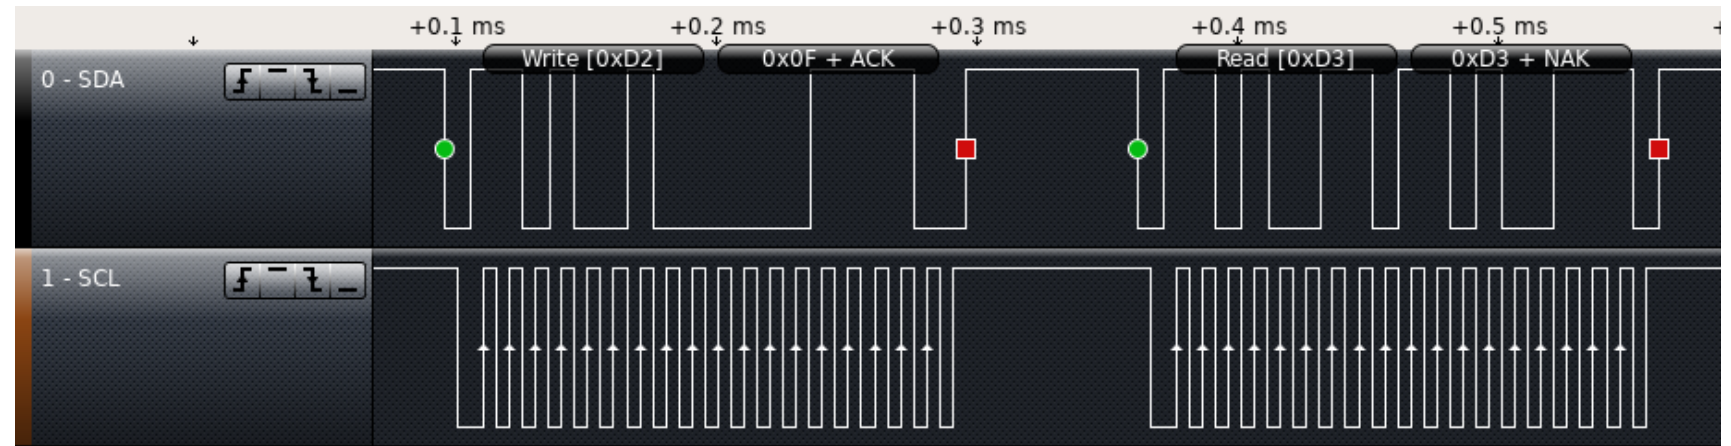 +0.1 ms +0.2 ms +0.3 ms +0.4 ms +0.5 ms +
Write [0xD2] 0x0F + ACK Read [0xD3] 0xD3 + NAK
0 - SDA
1 - SCL